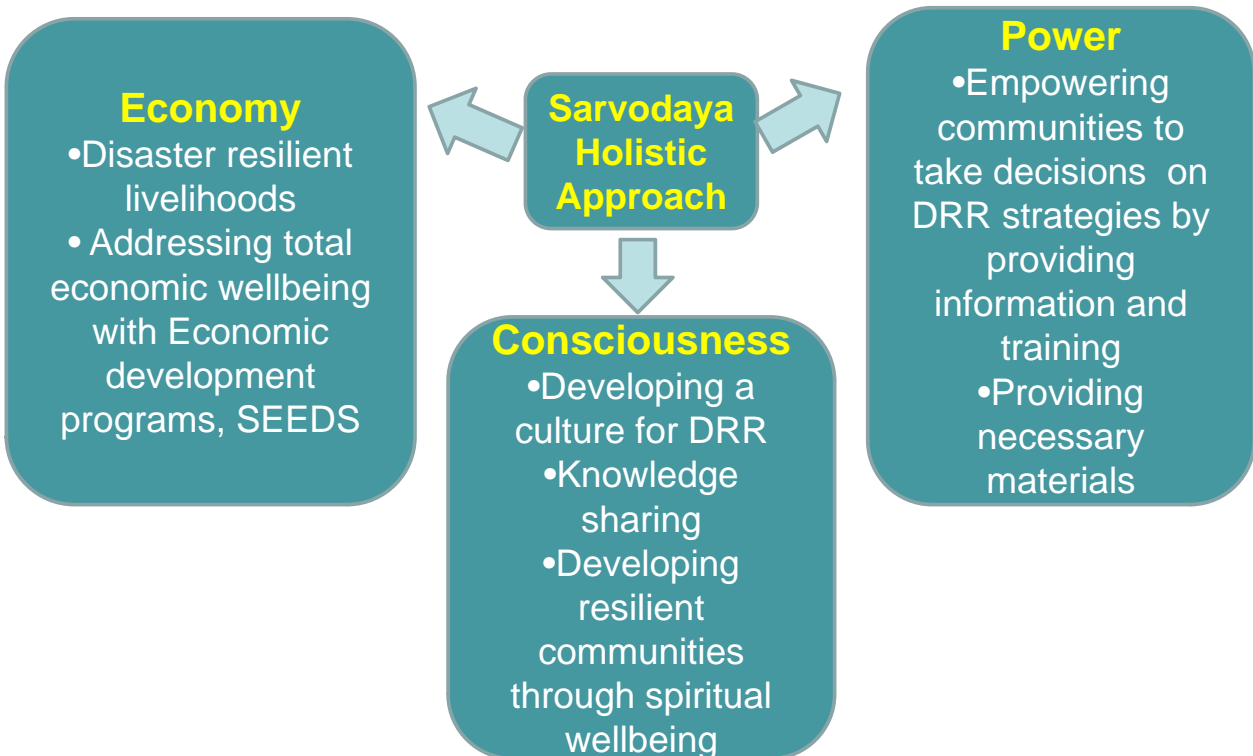 Sarvodaya
Holistic
Approach
Economy
•Disaster resilient
livelihoods
• Addressing total
economic wellbeing
with Economic
development
programs, SEEDS
Consciousness
•Developing a
culture for DRR
•Knowledge
sharing
•Developing
resilient
communities
through spiritual
wellbeing
Power
•Empowering
communities to
take decisions on
DRR strategies by
providing
information and
training
•Providing
necessary
materials